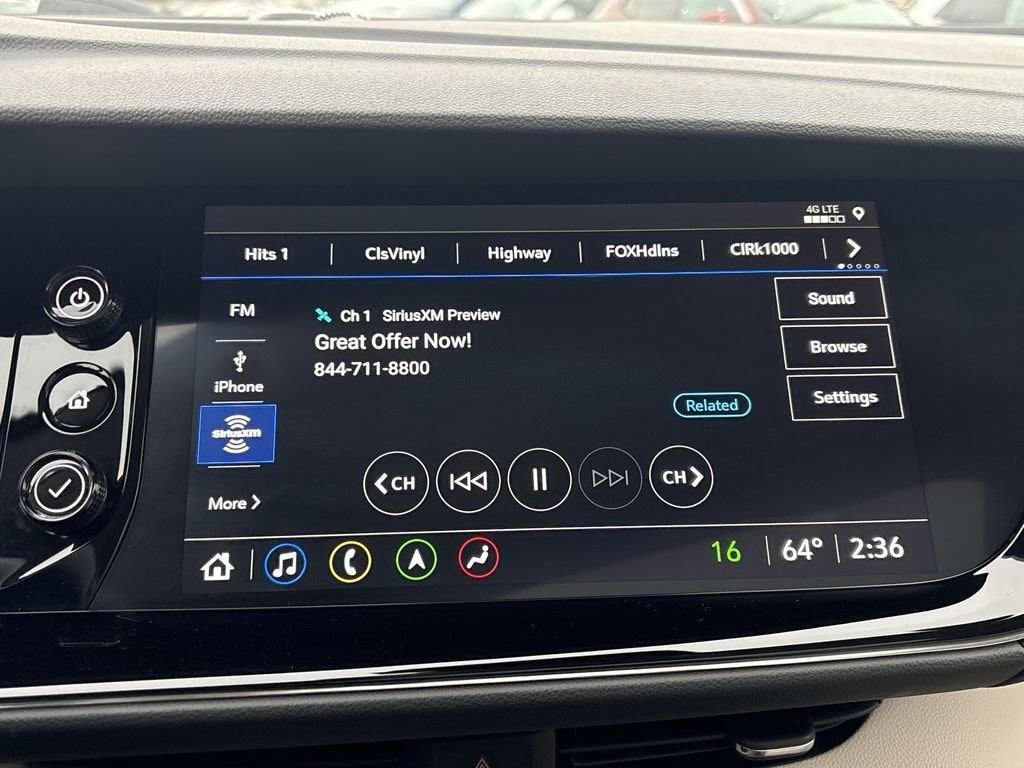 4G LTE
Hits 1 ClsVinyl Highway FOXHdlns ClRk1000
FM
iPhone
SiriusXM
More
Ch 1 SiriusXM Preview
Great Offer Now!
844-711-8800
Related
Sound
Browse
Settings
CH
CH
16 64° 2:36